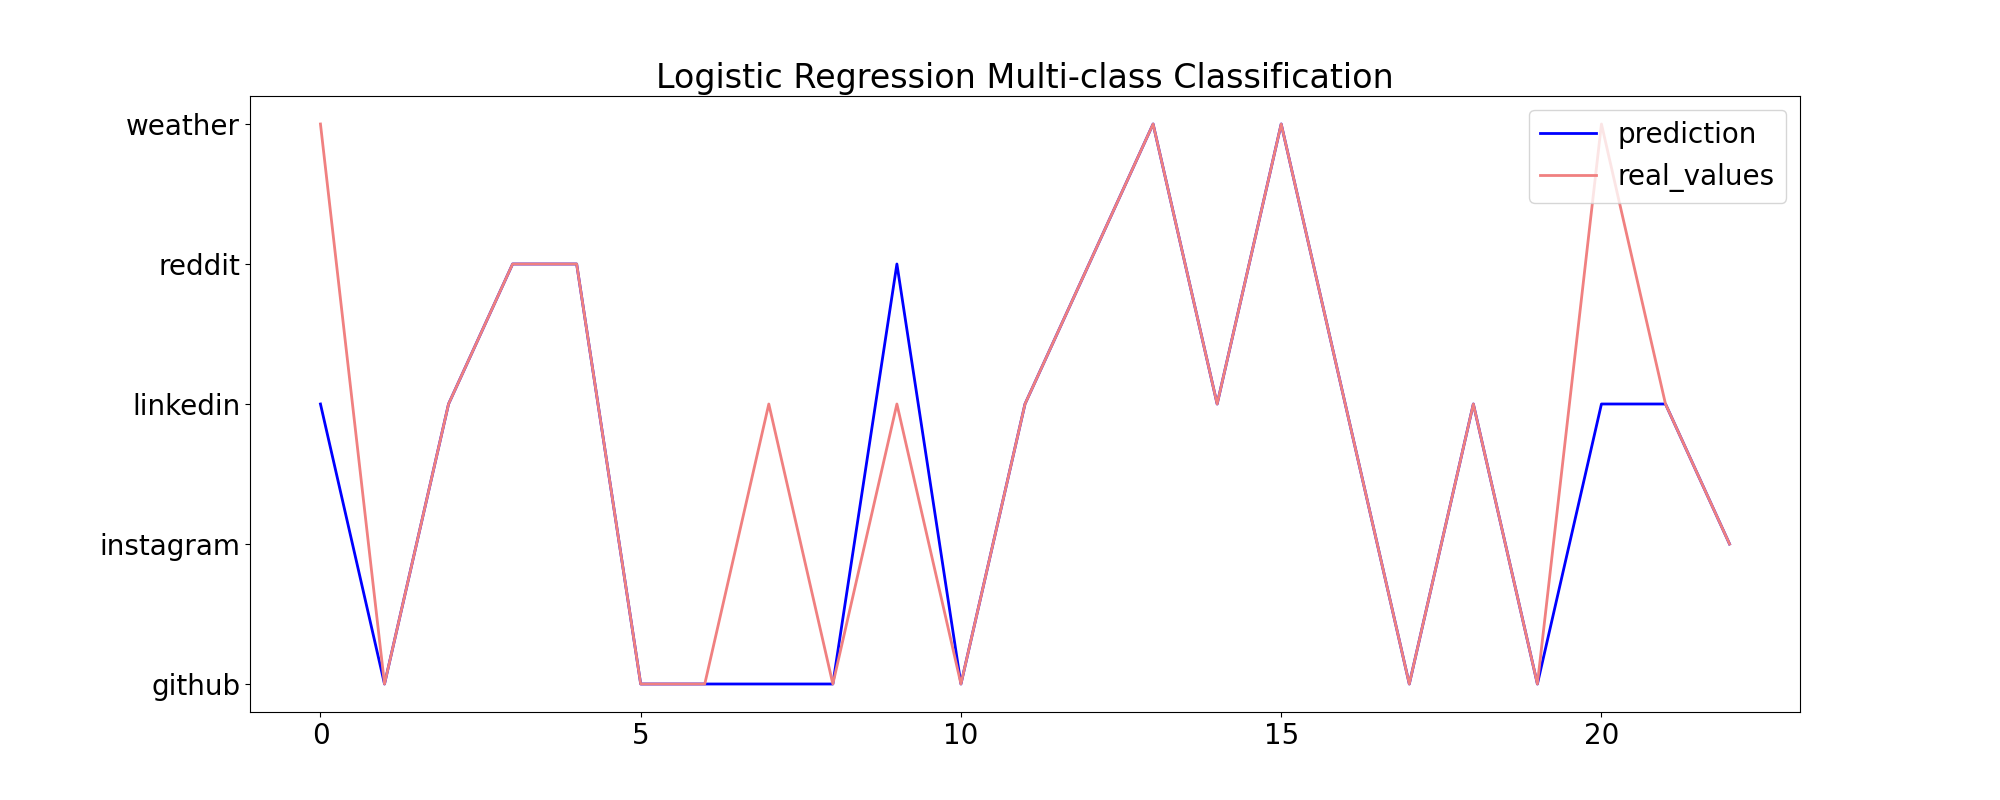 Logistic Regression Multi-class Classification
weather
reddit
linkedin
instagram
github
prediction
real_values
0 5 10 15 20